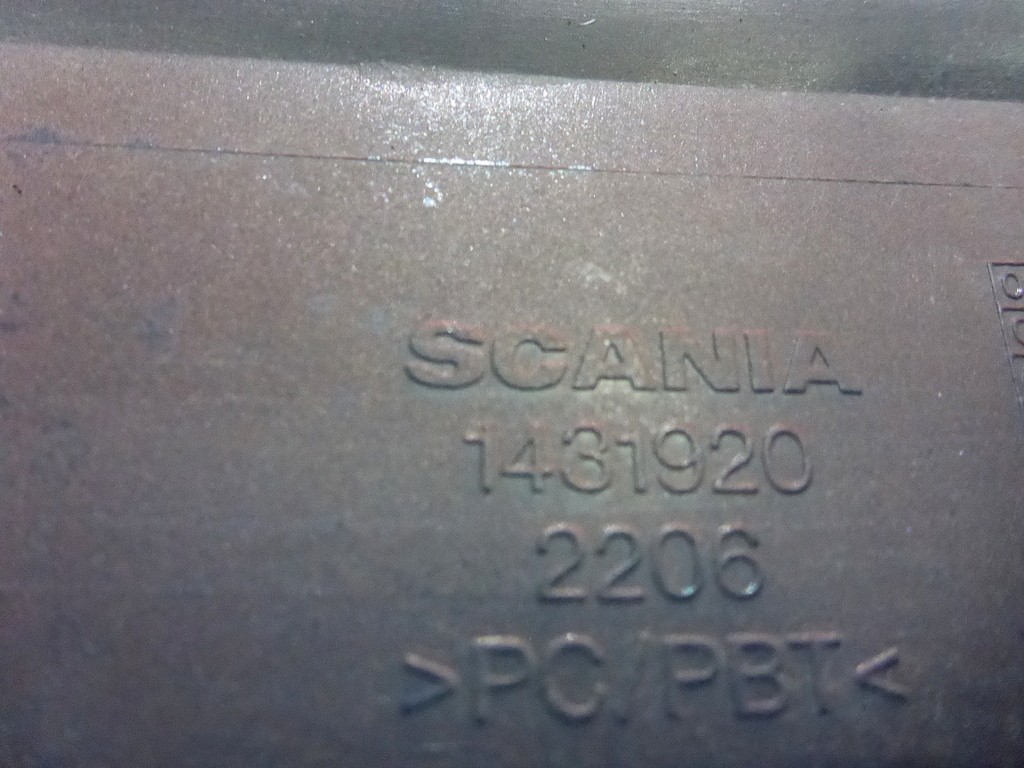 SCANIA
1431920
2206
>PC/PBT<